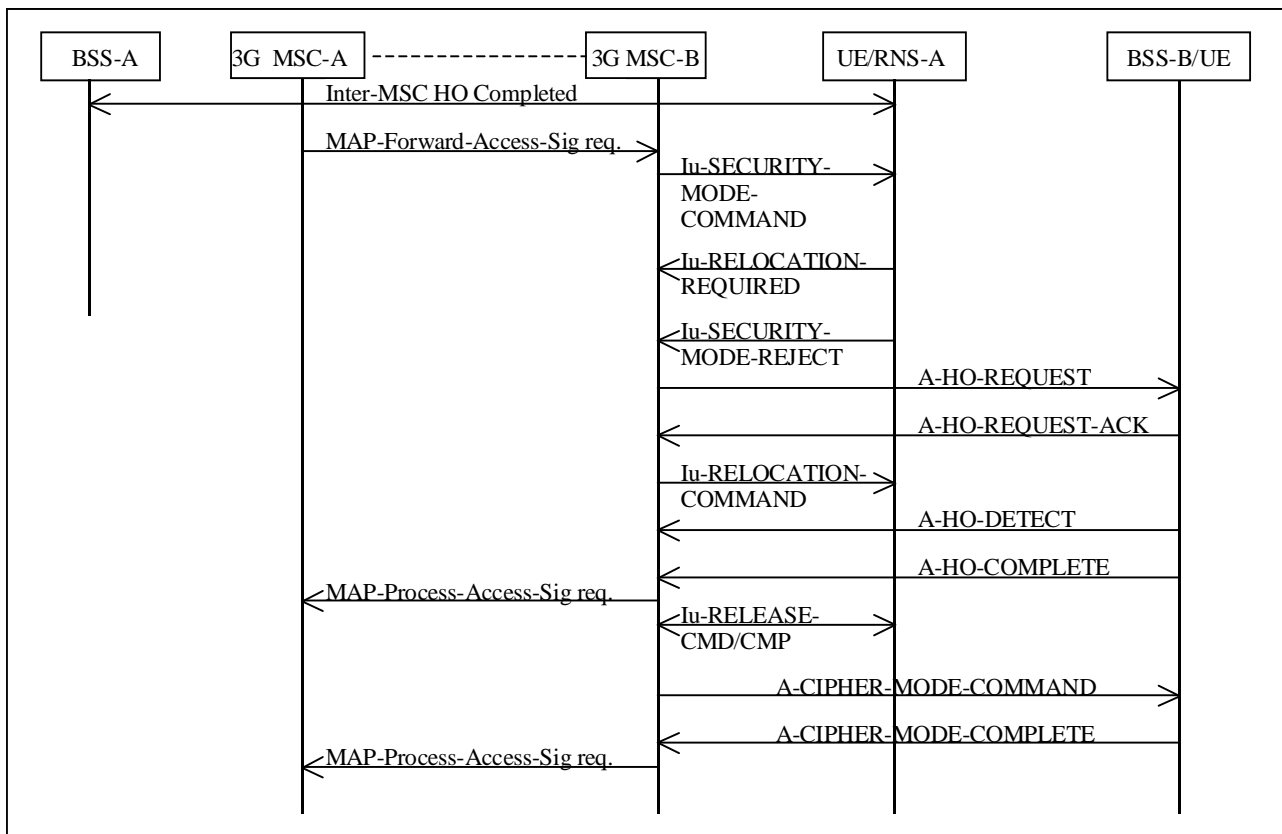 BSS-A
3G MSC-A
3G MSC-B
UE/RNS-A
BSS-B/UE
Inter-MSC HO Completed
MAP-Forward-Access-Sig req.
Iu-SECURITY-
MODE-
COMMAND
Iu-RELOCATION-
REQUIRED
Iu-SECURITY-
MODE-REJECT
A-HO-REQUEST
A-HO-REQUEST-ACK
Iu-RELOCATION-
COMMAND
A-HO-DETECT
A-HO-COMPLETE
MAP-Process-Access-Sig req.
Iu-RELEASE-
CMD/CMP
A-CIPHER-MODE-COMMAND
A-CIPHER-MODE-COMPLETE
MAP-Process-Access-Sig req.